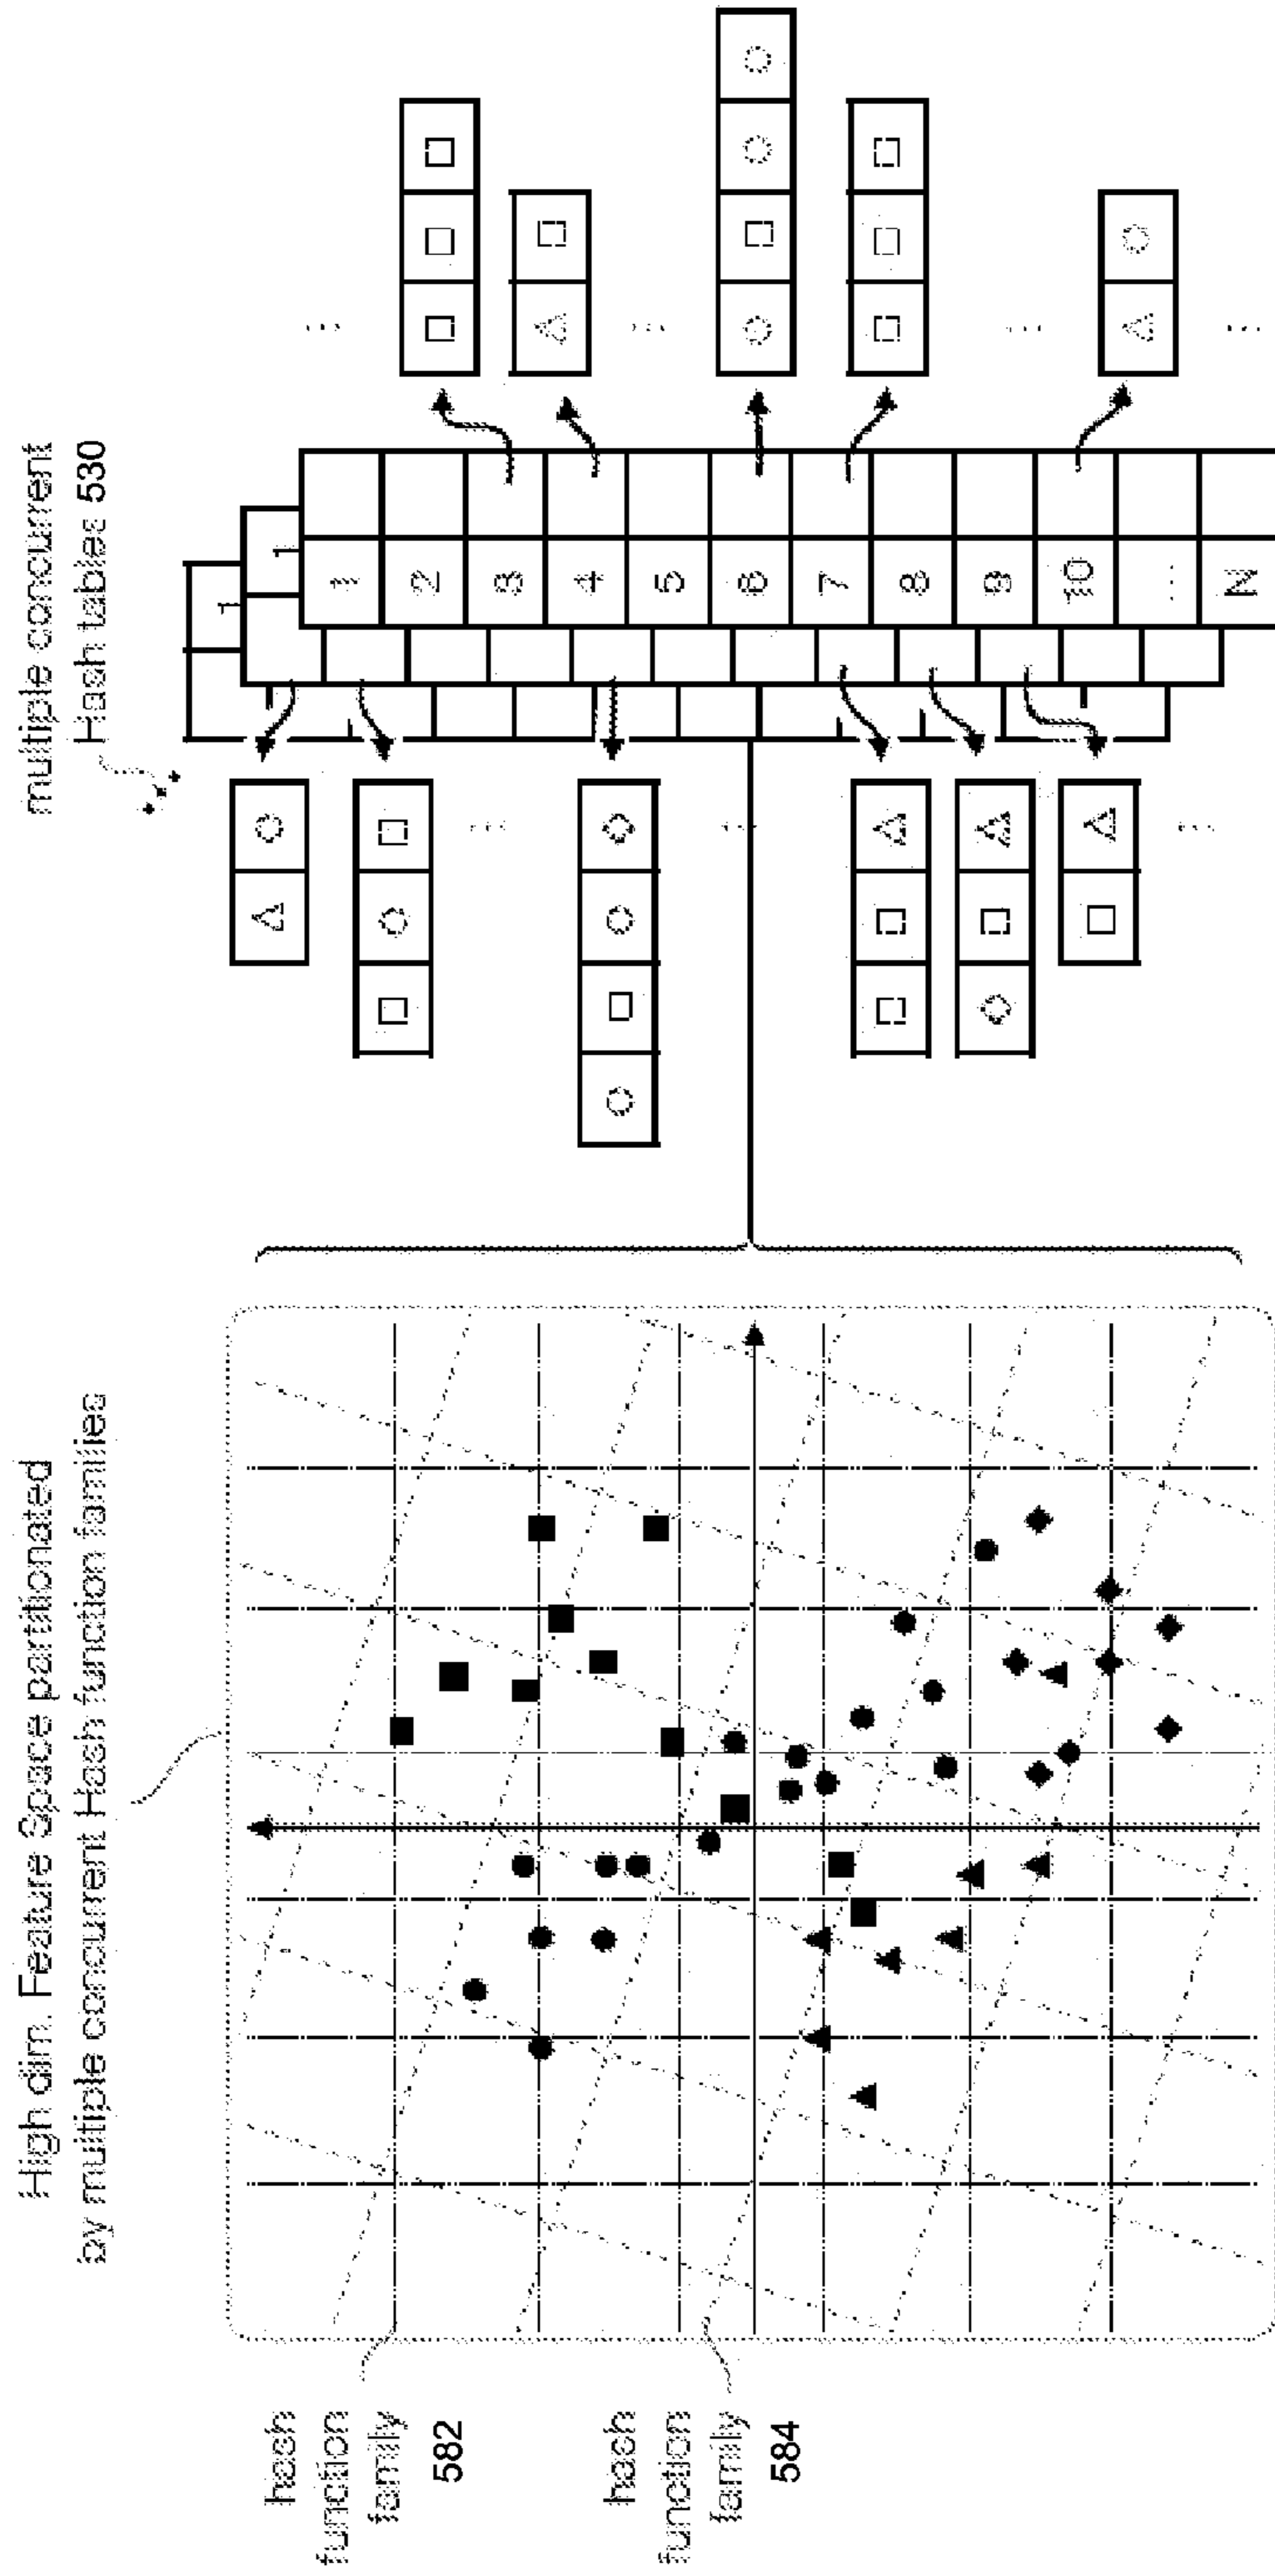 High dim. Feature Space partitionated
by multiple concurrent Hash function families
hash
function
family
582
hash
function
family
584
multiple concurrent
Hash tables 530
1
1
1
2
3
4
5
6
7
8
9
10
...
N